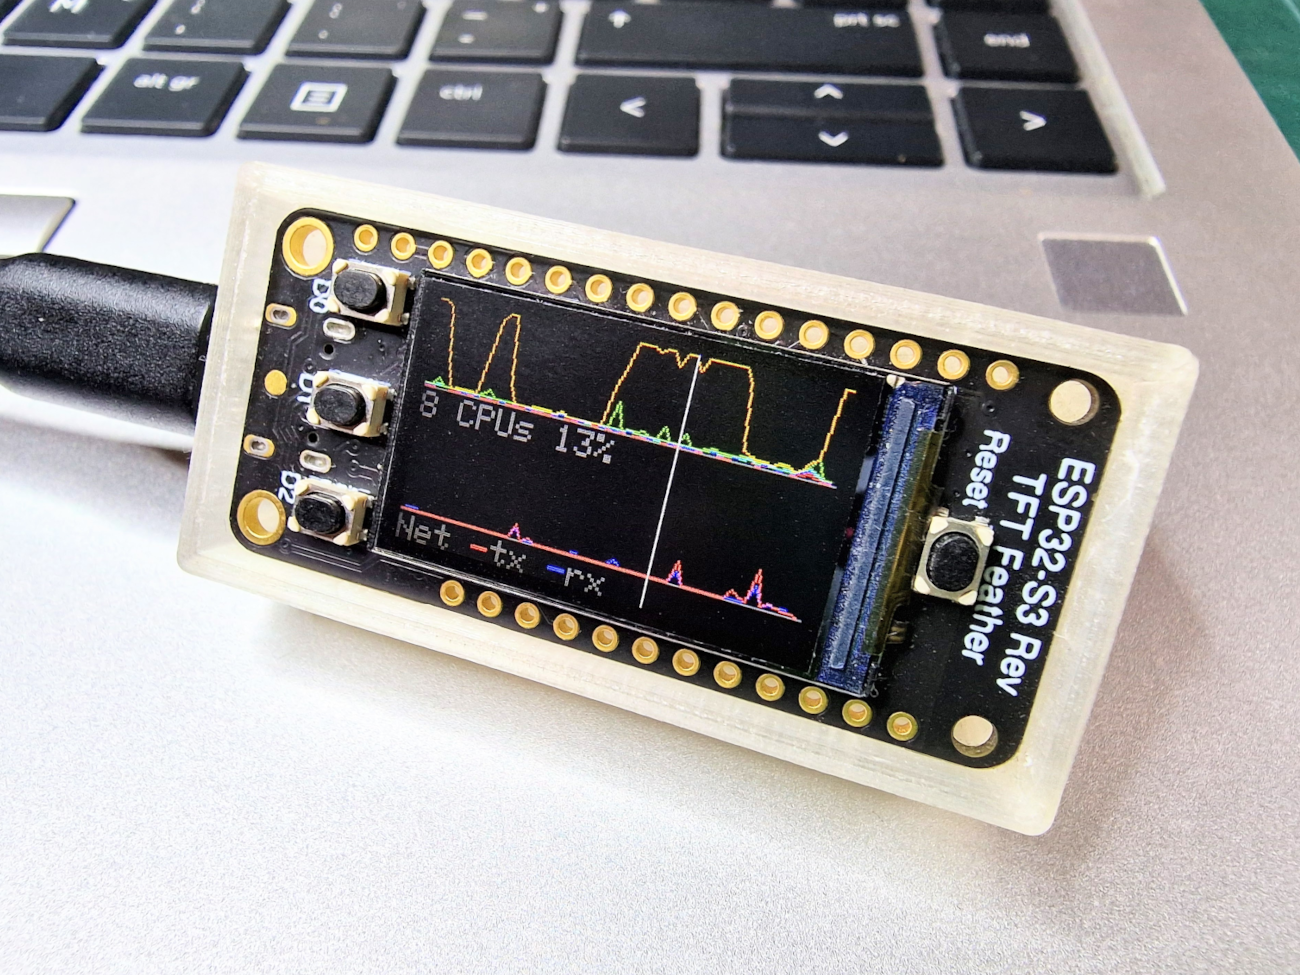 prt sc
end
alt gr
ctrl
D0
D1
D2
8 CPUs 13%
Net -tx -rx
Reset
ESP32-S3 Rev
TFT Feather